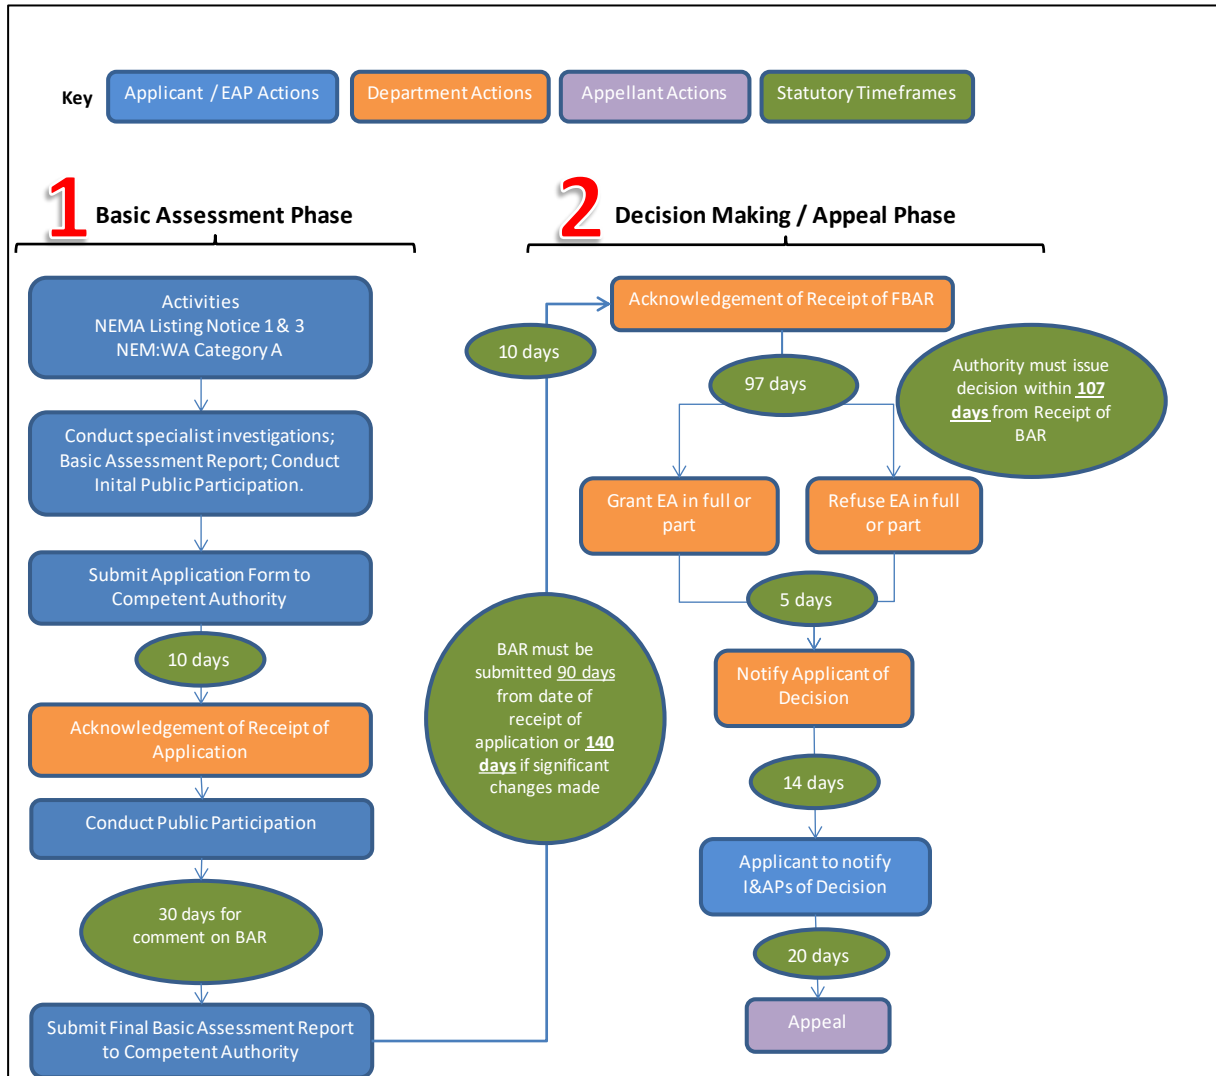 Key
Applicant / EAP Actions
Department Actions
Appellant Actions
Statutory Timeframes
1
Basic Assessment Phase
Activities
NEMA Listing Notice 1 & 3
NEM:WA Category A
Conduct specialist investigations;
Basic Assessment Report; Conduct
Inital Public Participation.
Submit Application Form to
Competent Authority
10 days
Acknowledgement of Receipt of
Application
Conduct Public Participation
30 days for
comment on BAR
Submit Final Basic Assessment Report
to Competent Authority
BAR must be
submitted 90 days
from date of
receipt of
application or 140
days if significant
changes made
10 days
2
Decision Making / Appeal Phase
Acknowledgement of Receipt of FBAR
97 days
Authority must issue
decision within 107
days from Receipt of
BAR
Grant EA in full or
part
Refuse EA in full
or part
5 days
Notify Applicant of
Decision
14 days
Applicant to notify
I&APs of Decision
20 days
Appeal